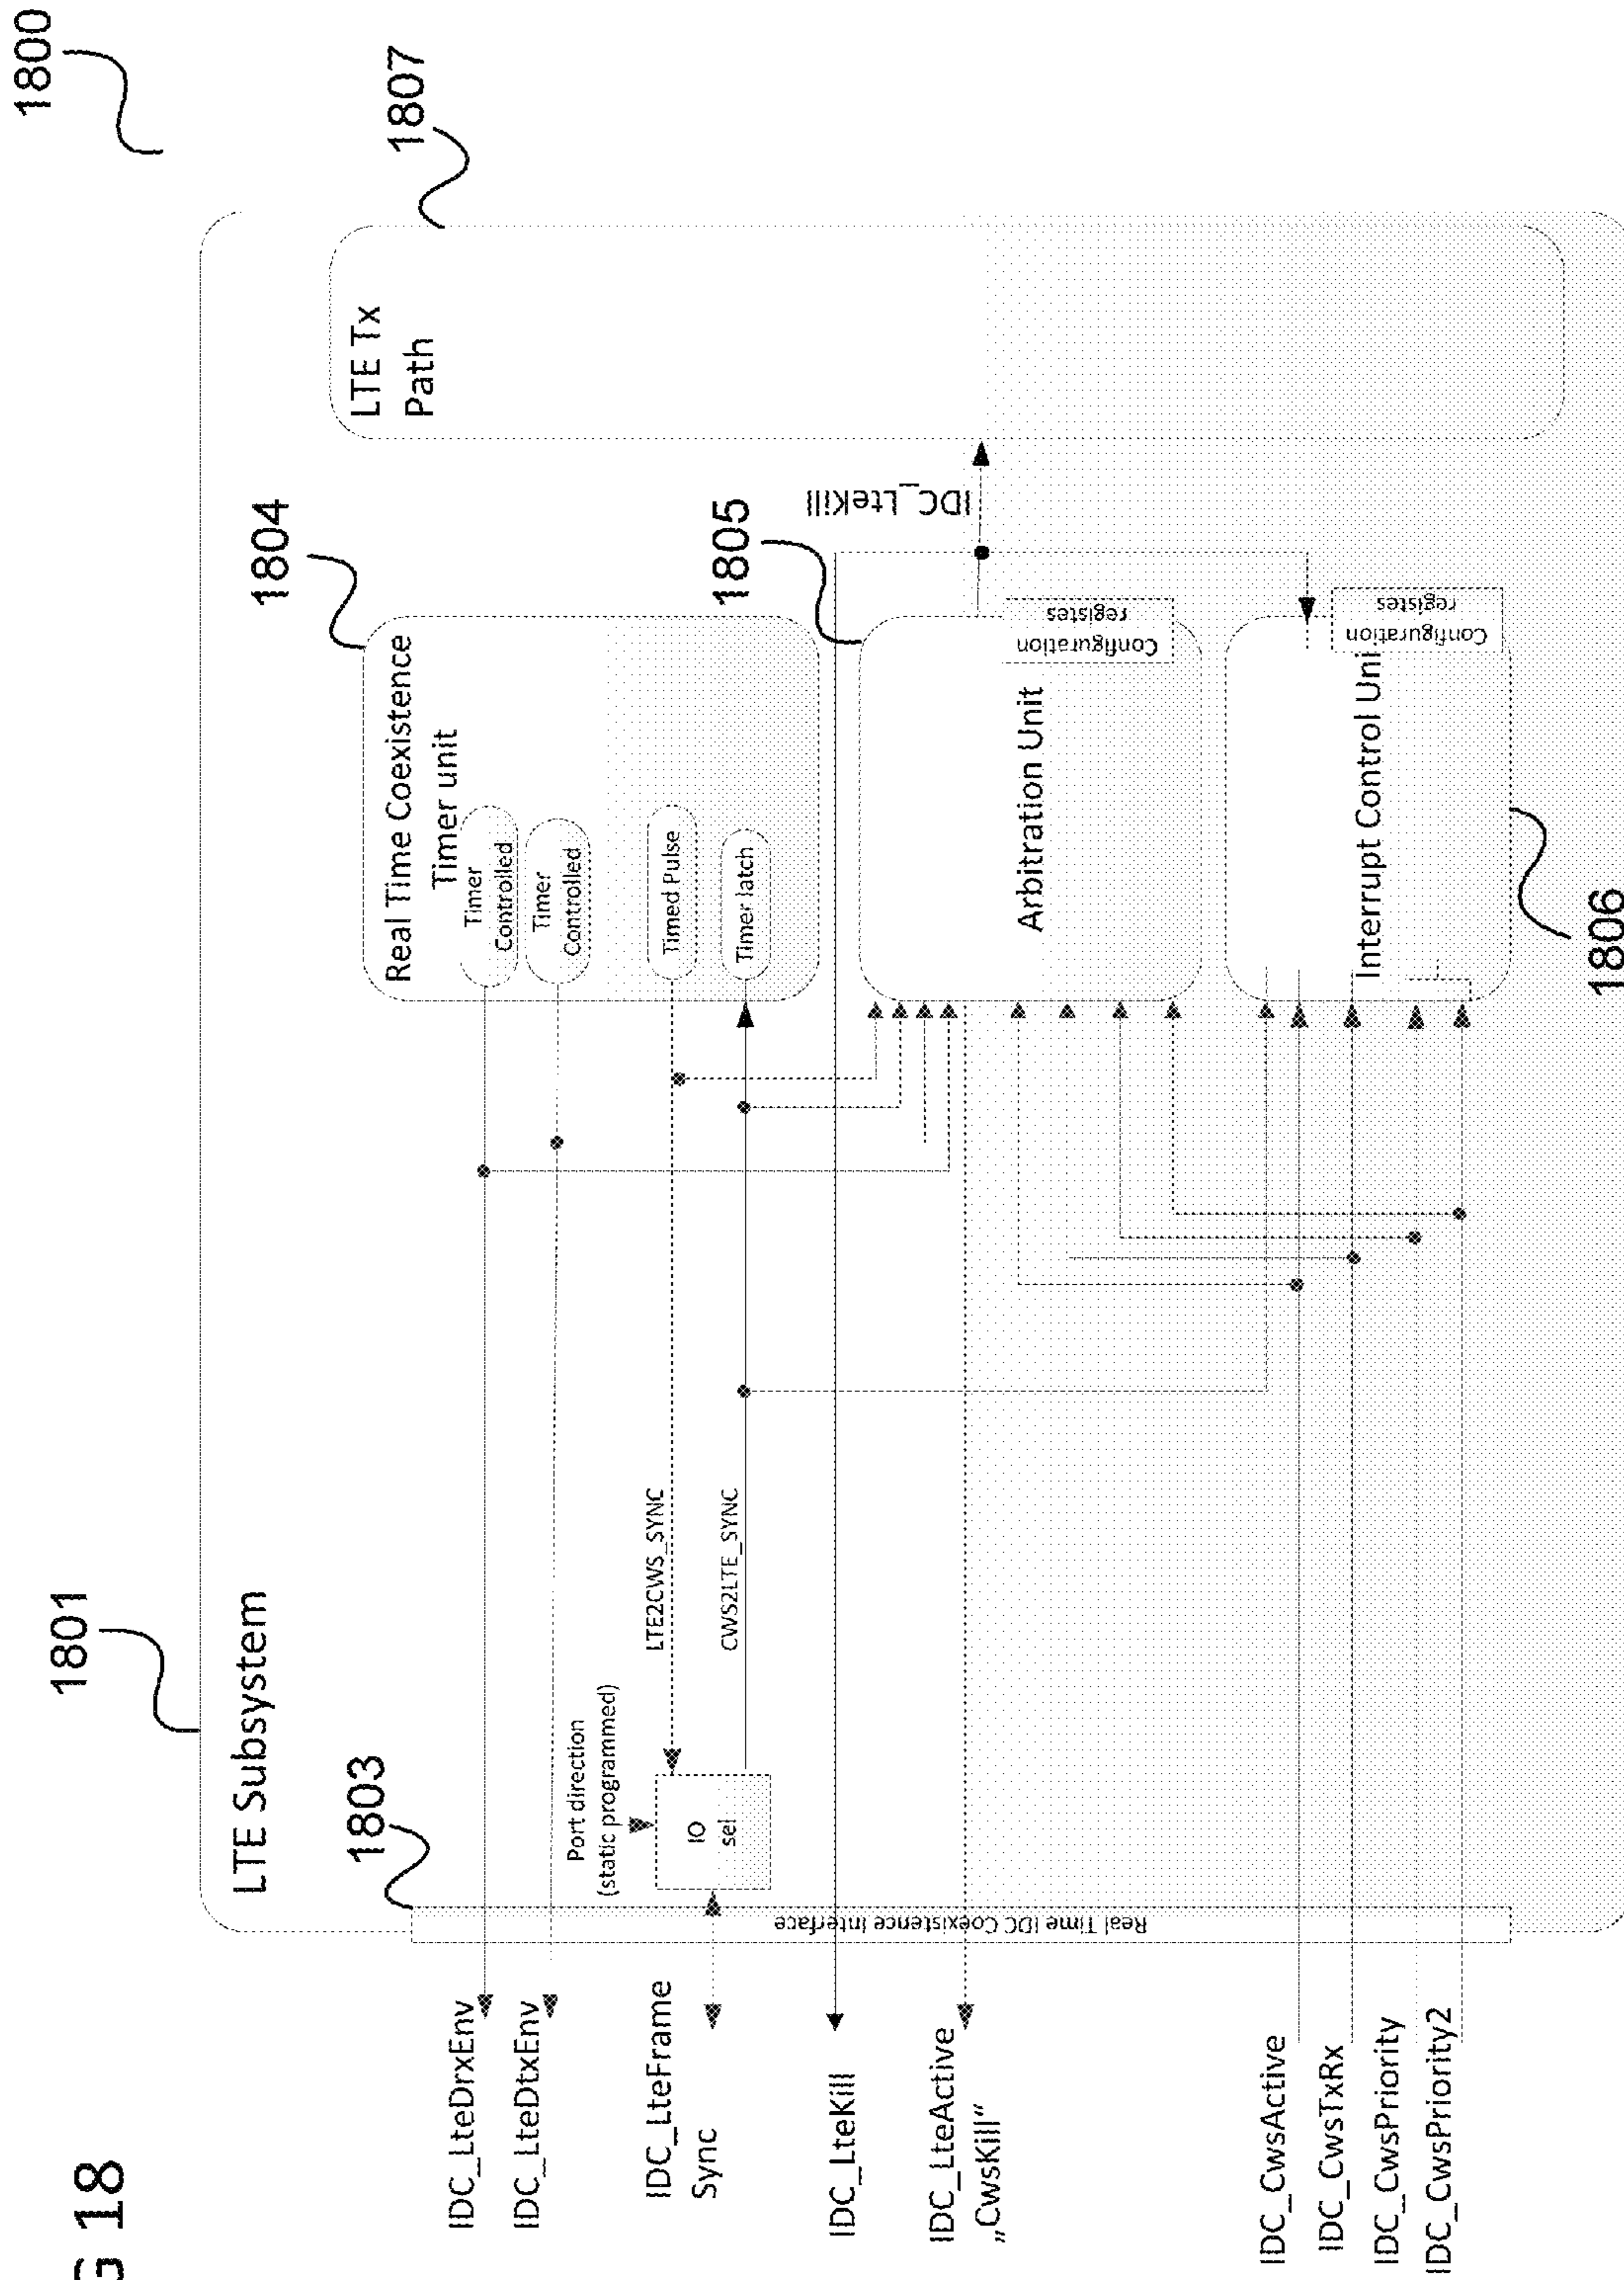 G 18
1800
1801
LTE Subsystem
1803
Real Time IDC Coexistence Interface
1804
Real Time Coexistence
Timer unit
Timer
Controlled
Timer
Controlled
Timed Pulse
Timer latch
1807
LTE Tx
Path
IDC_LteDrxEnv
IDC_LteDtxEnv
IDC_LteFrame
Sync
Port direction
(static programmed)
IO
sel
LTE2CWS_SYNC
CWS2LTE_SYNC
IDC_LteKill
IDC_LteActive
„CwsKill“
1805
IDC_LteKill
Arbitration Unit
Configuration
registes
Interrupt Control Uni
Configuration
registes
1806
IDC_CwsActive
IDC_CwsTxRx
IDC_CwsPriority
IDC_CwsPriority2